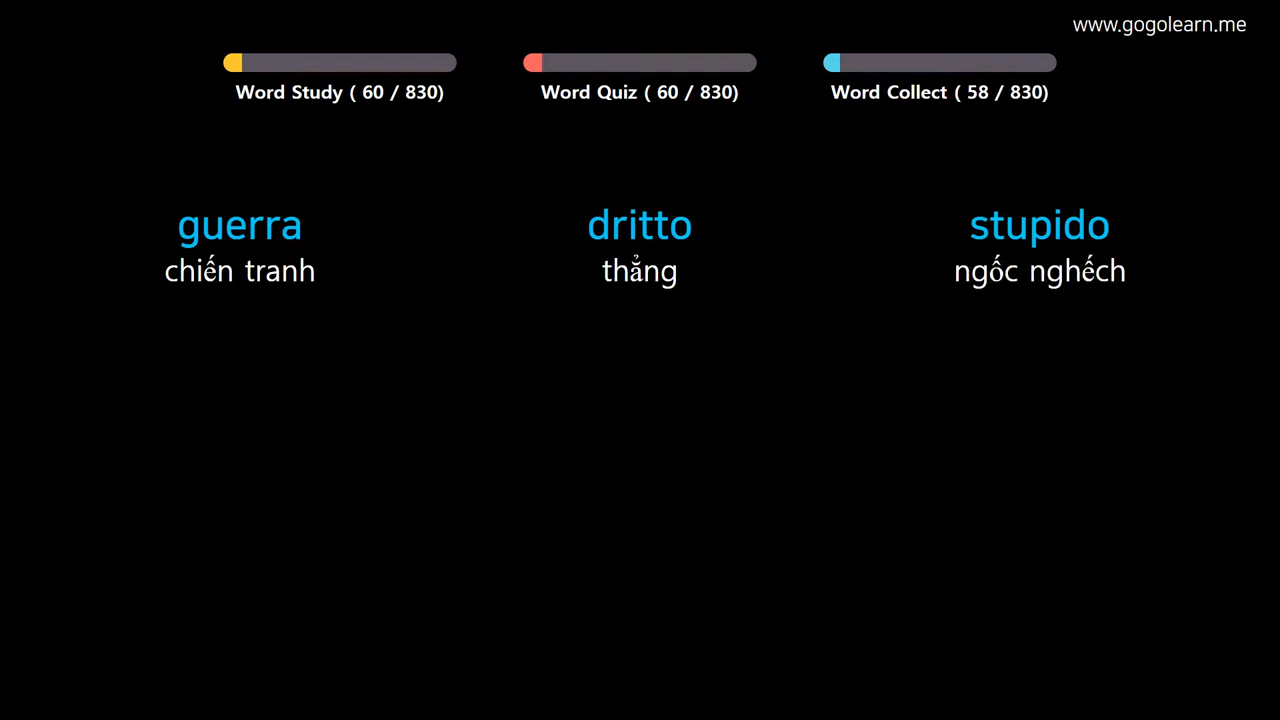 www.gogolearn.me
Word Study ( 60 / 830)
Word Quiz ( 60 / 830)
Word Collect ( 58 / 830)
guerra
chiến tranh
dritto
thẳng
stupido
ngốc nghếch